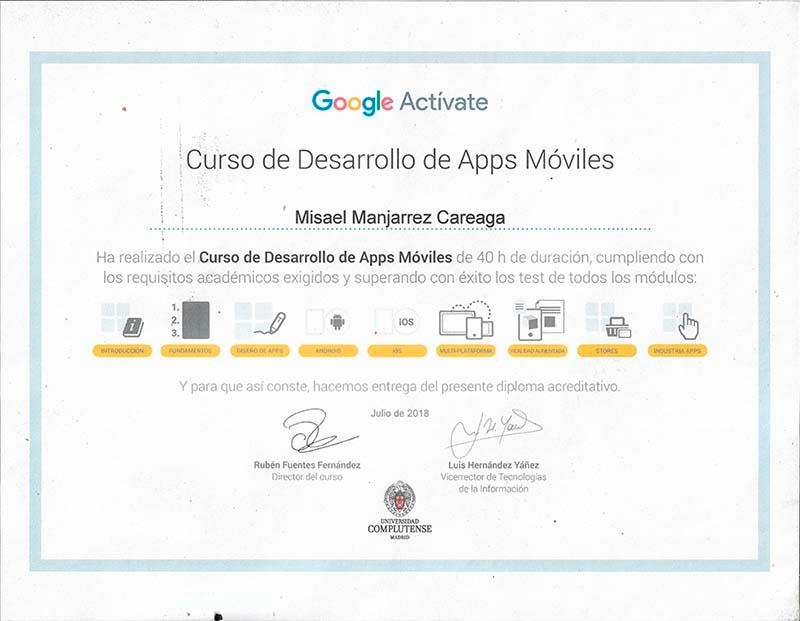 Google Actívate
Curso de Desarrollo de Apps Móviles
Misael Manjarrez Careaga
Ha realizado el Curso de Desarrollo de Apps Móviles de 40 h de duración, cumpliendo con
los requisitos académicos exigidos y superando con éxito los test de todos los módulos:
1.
2.
3.
iOS
INTRODUCCIÓN FUNDAMENTOS DISEÑO DE APPS ANDROID iOS MULTI-PLATAFORMA REALIDAD AUMENTADA STORES INDUSTRIA APPS
Y para que así conste, hacemos entrega del presente diploma acreditativo.
Julio de 2018
Rubén Fuentes Fernández
Director del curso
Luis Hernández Yáñez
Vicerrector de Tecnologías
de la Información
UNIVERSIDAD
COMPLUTENSE
MADRID